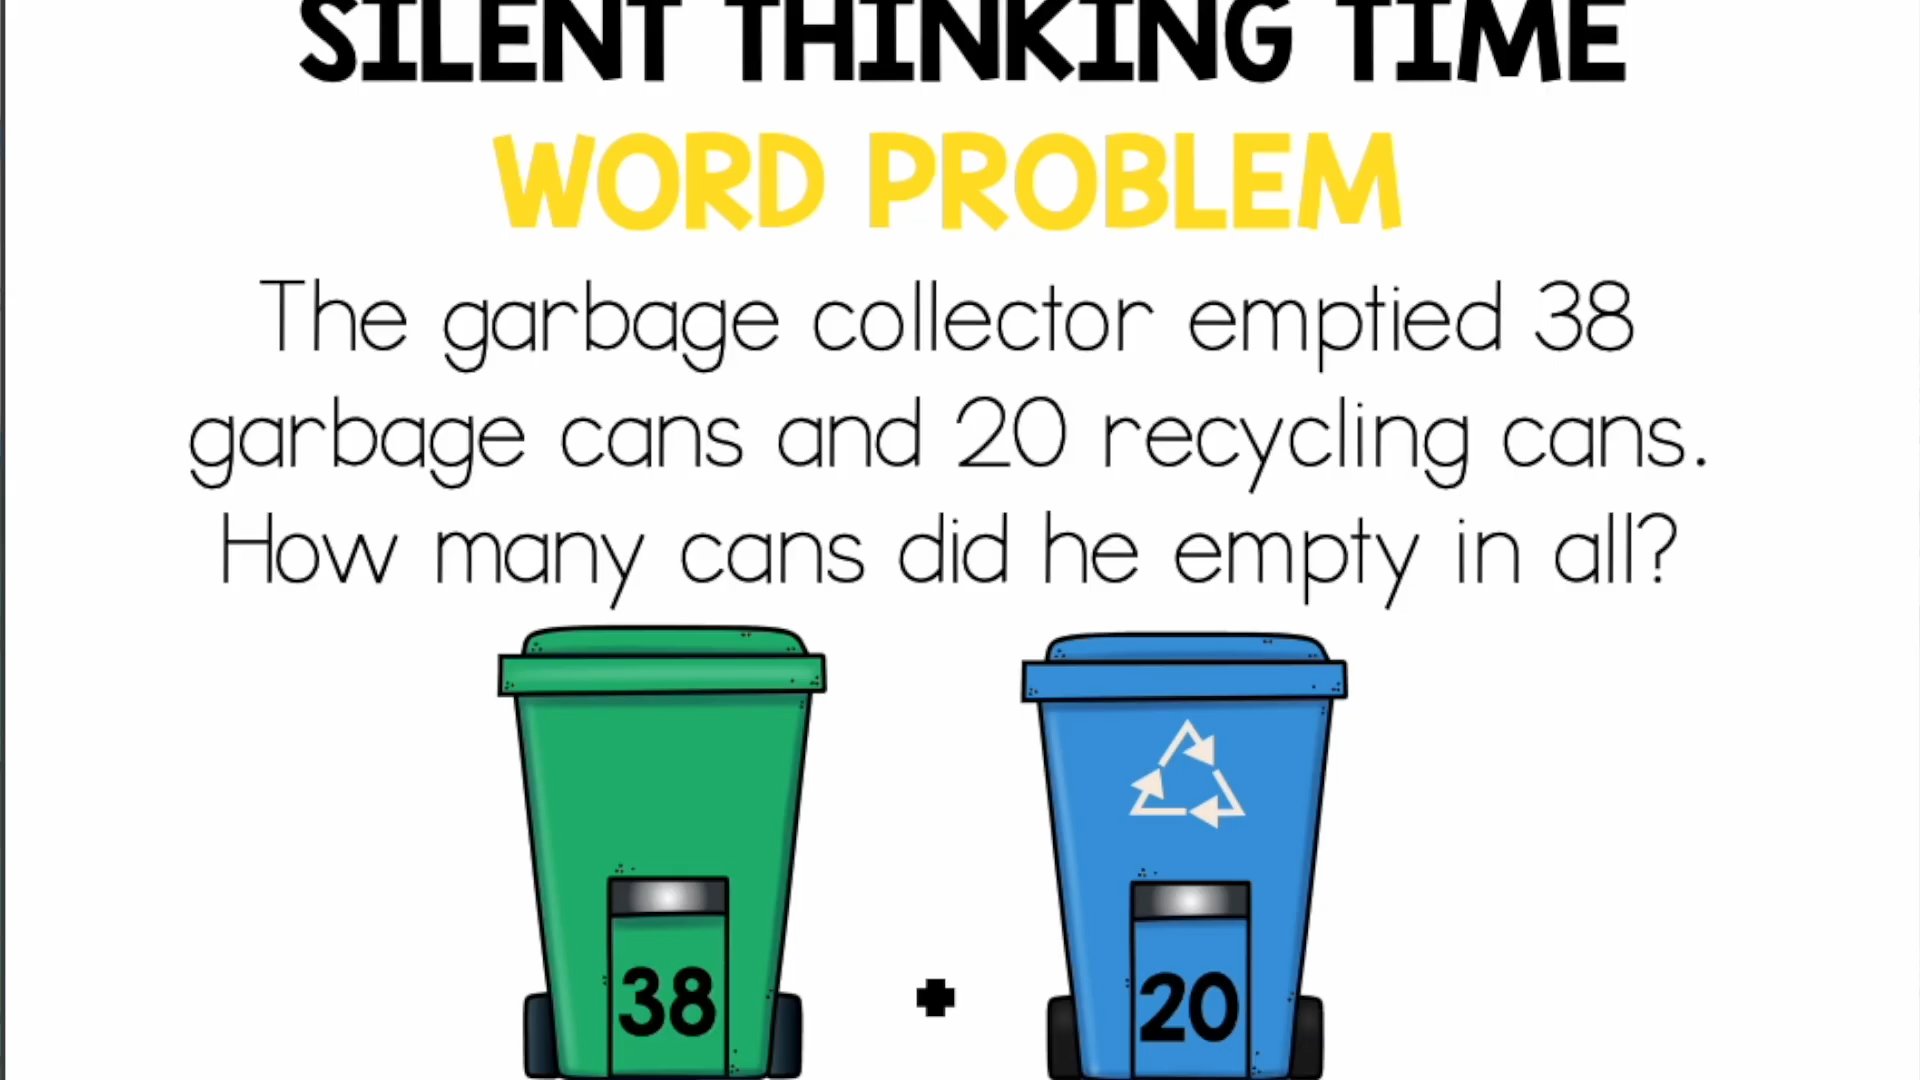 SILENT THINKING TIME
WORD PROBLEM
The garbage collector emptied 38
garbage cans and 20 recycling cans.
How many cans did he empty in all?
38 + 20